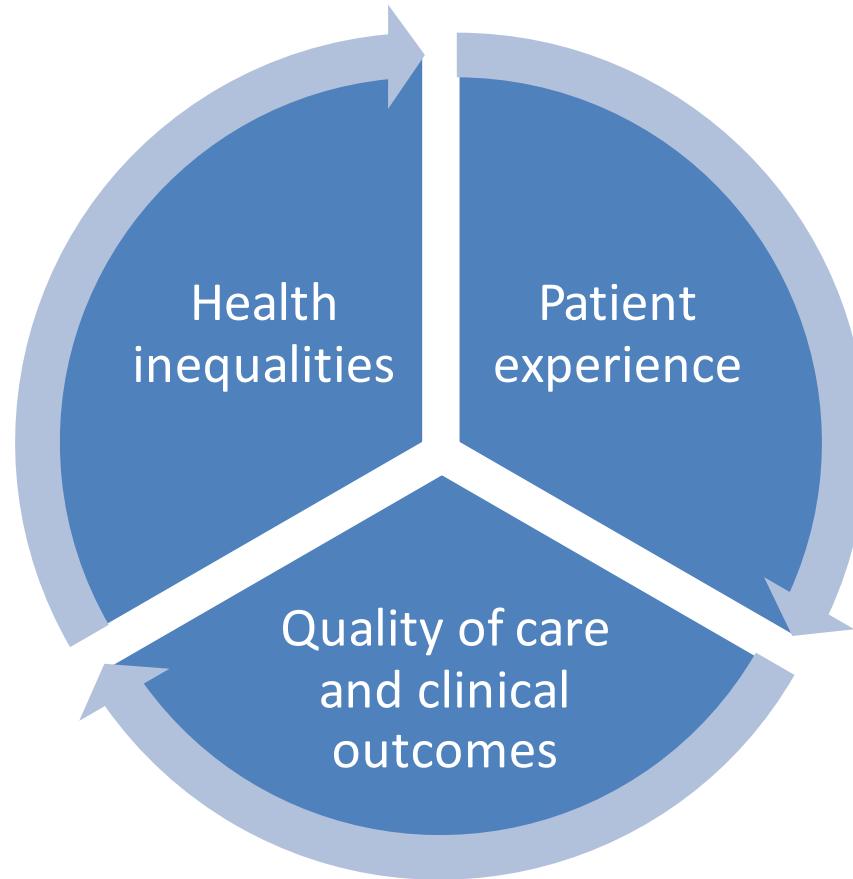 Health
inequalities
Patient
experience
Quality of care
and clinical
outcomes